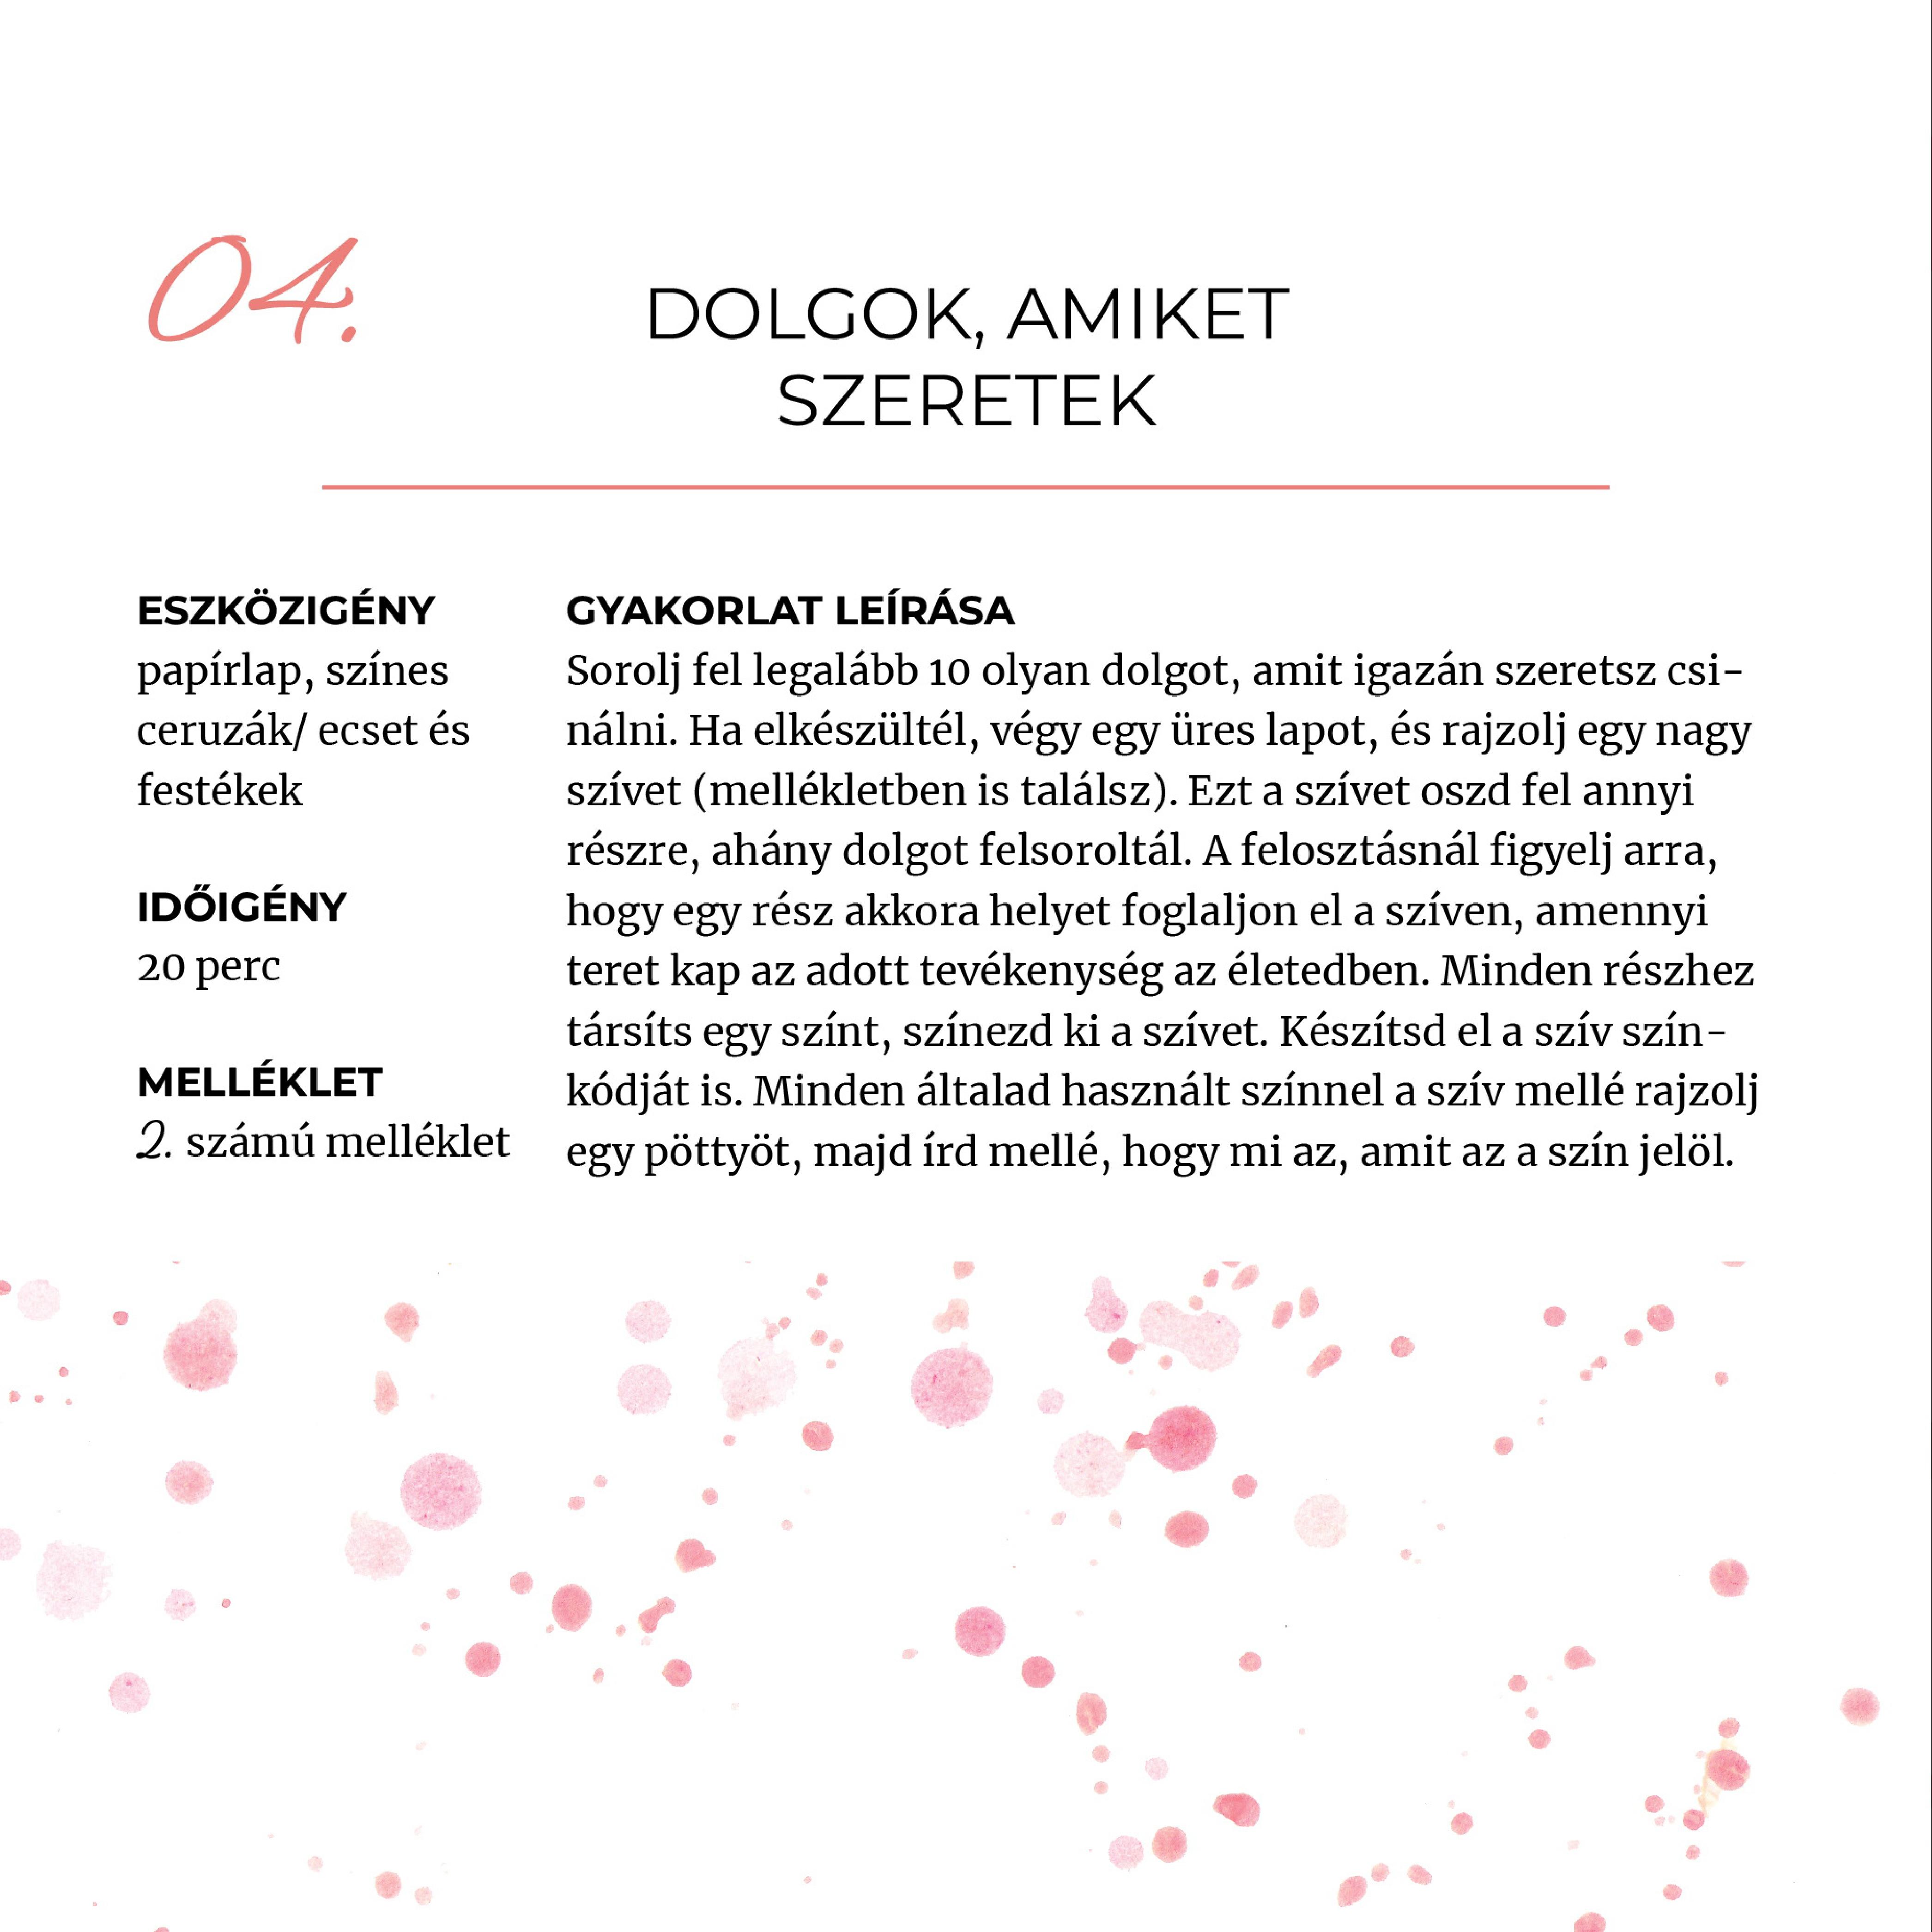 04.
DOLGOK, AMIKET
SZERETEK
ESZKÖZIGÉNY
papírlap, színes
ceruzák/ ecset és
festékek
IDŐIGÉNY
20 perc
MELLÉKLET
2. számú melléklet
GYAKORLAT LEÍRÁSA
Sorolj fel legalább 10 olyan dolgot, amit igazán szeretsz csi-
nálni. Ha elkészültél, végy egy üres lapot, és rajzolj egy nagy
szívet (mellékletben is találsz). Ezt a szívet oszd fel annyi
részre, ahány dolgot felsoroltál. A felosztásnál figyelj arra,
hogy egy rész akkora helyet foglaljon el a szíven, amennyi
teret kap az adott tevékenység az életedben. Minden részhez
társíts egy színt, színezd ki a szívet. Készítsd el a szív szín-
kódját is. Minden általad használt színnel a szív mellé rajzolj
egy pöttyöt, majd írd mellé, hogy mi az, amit az a szín jelöl.